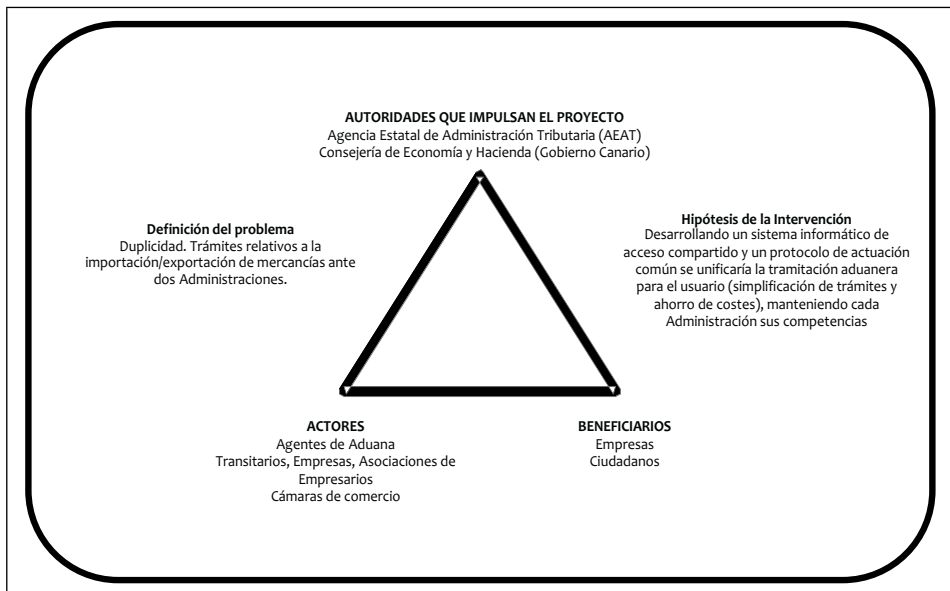 AUTORIDADES QUE IMPULSAN EL PROYECTO
Agencia Estatal de Administración Tributaria (AEAT)
Consejería de Economía y Hacienda (Gobierno Canario)
Definición del problema
Duplicidad. Trámites relativos a la
importación/exportación de mercancías ante
dos Administraciones.
Hipótesis de la Intervención
Desarrollando un sistema informático de
acceso compartido y un protocolo de actuación
común se unificaría la tramitación aduanera
para el usuario (simplificación de trámites y
ahorro de costes), manteniendo cada
Administración sus competencias
ACTORES
Agentes de Aduana
Transitarios, Empresas, Asociaciones de
Empresarios
Cámaras de comercio
BENEFICIARIOS
Empresas
Ciudadanos